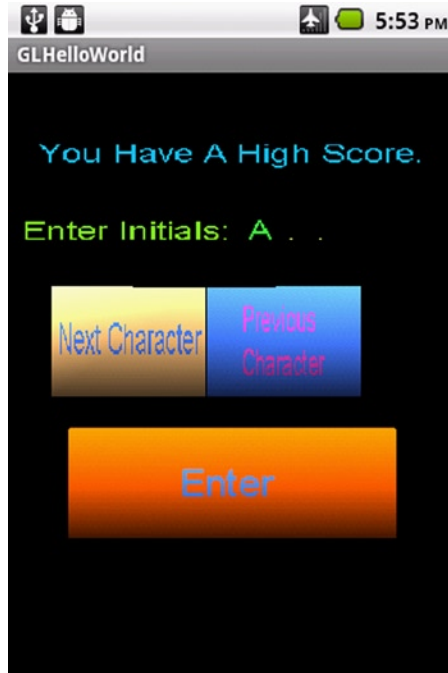 5:53 PM
GLHelloWorld
You Have A High Score.
Enter Initials: A . .
Next Character
Previous
Character
Enter